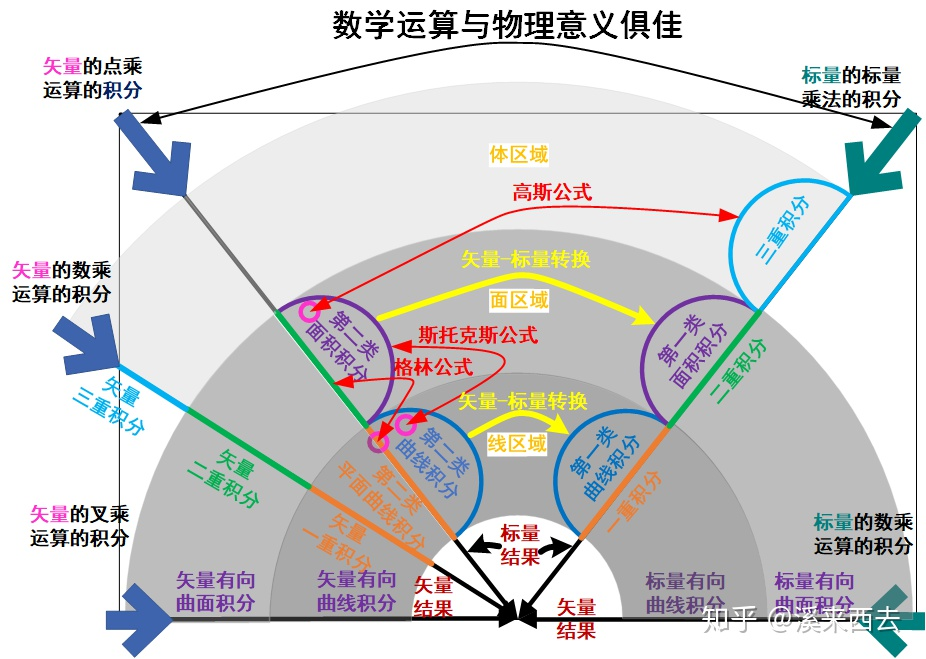 数学运算与物理意义俱佳
矢量的点乘
运算的积分
标量的标量
乘法的积分
体区域
高斯公式
三重积分
矢量的数乘
运算的积分
矢量-标量转换
面区域
第二类
面积积分
第一类
面积积分
斯托克斯公式
格林公式
二重积分
矢量
三重积分
矢量-标量转换
线区域
第二类
曲线积分
第一类
曲线积分
矢量
二重积分
第二类
平面曲线积分
一重积分
矢量
一重积分
矢量的叉乘
运算的积分
标量的数乘
运算的积分
标量
结果
矢量有向
曲面积分
矢量有向
曲线积分
矢量
结果
矢量
结果
标量有向
曲线积分
标量有向
曲面积分
知乎 @溪来西去